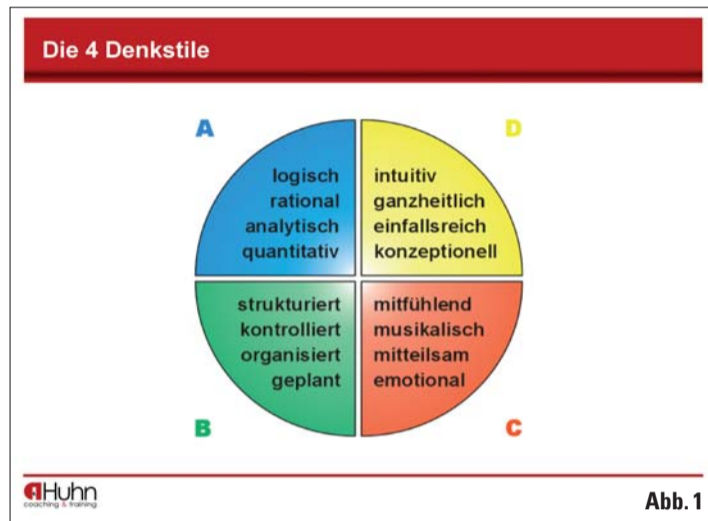 Die 4 Denkstile
A
D
logisch
rational
analytisch
quantitativ
intuitiv
ganzheitlich
einfallsreich
konzeptionell
strukturiert
kontrolliert
organisiert
geplant
mitfühlend
musikalisch
mitteilsam
emotional
B
C
Huhn
coaching & training
Abb. 1